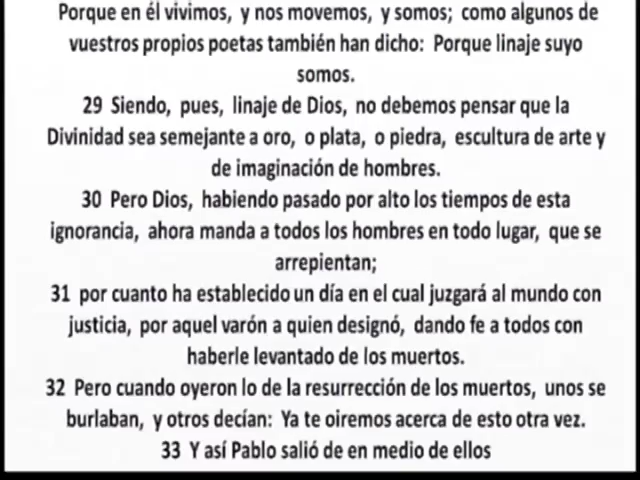 Porque en él vivimos, y nos movemos, y somos; como algunos de
vuestros propios poetas también han dicho: Porque linaje suyo
somos.
29 Siendo, pues, linaje de Dios, no debemos pensar que la
Divinidad sea semejante a oro, o plata, o piedra, escultura de arte y
de imaginación de hombres.
30 Pero Dios, habiendo pasado por alto los tiempos de esta
ignorancia, ahora manda a todos los hombres en todo lugar, que se
arrepientan;
31 por cuanto ha establecido un día en el cual juzgará al mundo con
justicia, por aquel varón a quien designó, dando fe a todos con
haberle levantado de los muertos.
32 Pero cuando oyeron lo de la resurrección de los muertos, unos se
burlaban, y otros decían: Ya te oiremos acerca de esto otra vez.
33 Y así Pablo salió de en medio de ellos